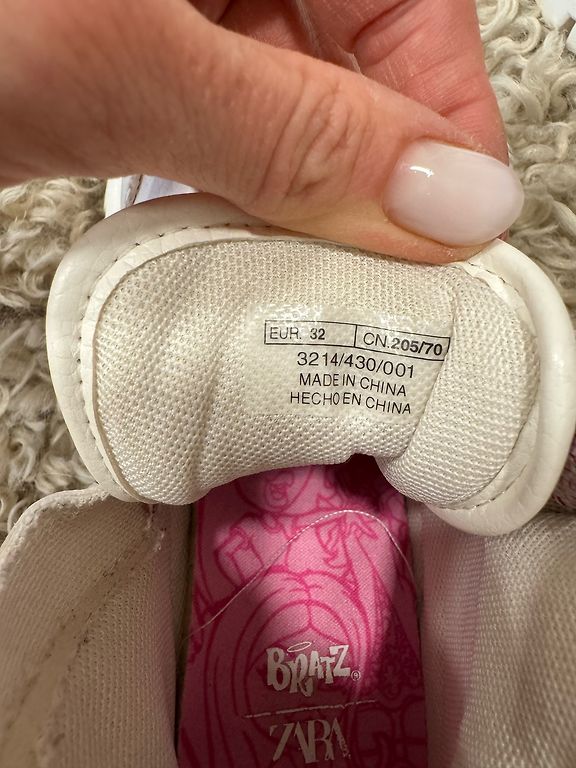 EUR. 32 CN.205/70
3214/430/001
MADE IN CHINA
HECHO EN CHINA
BRATZ®
ZARA